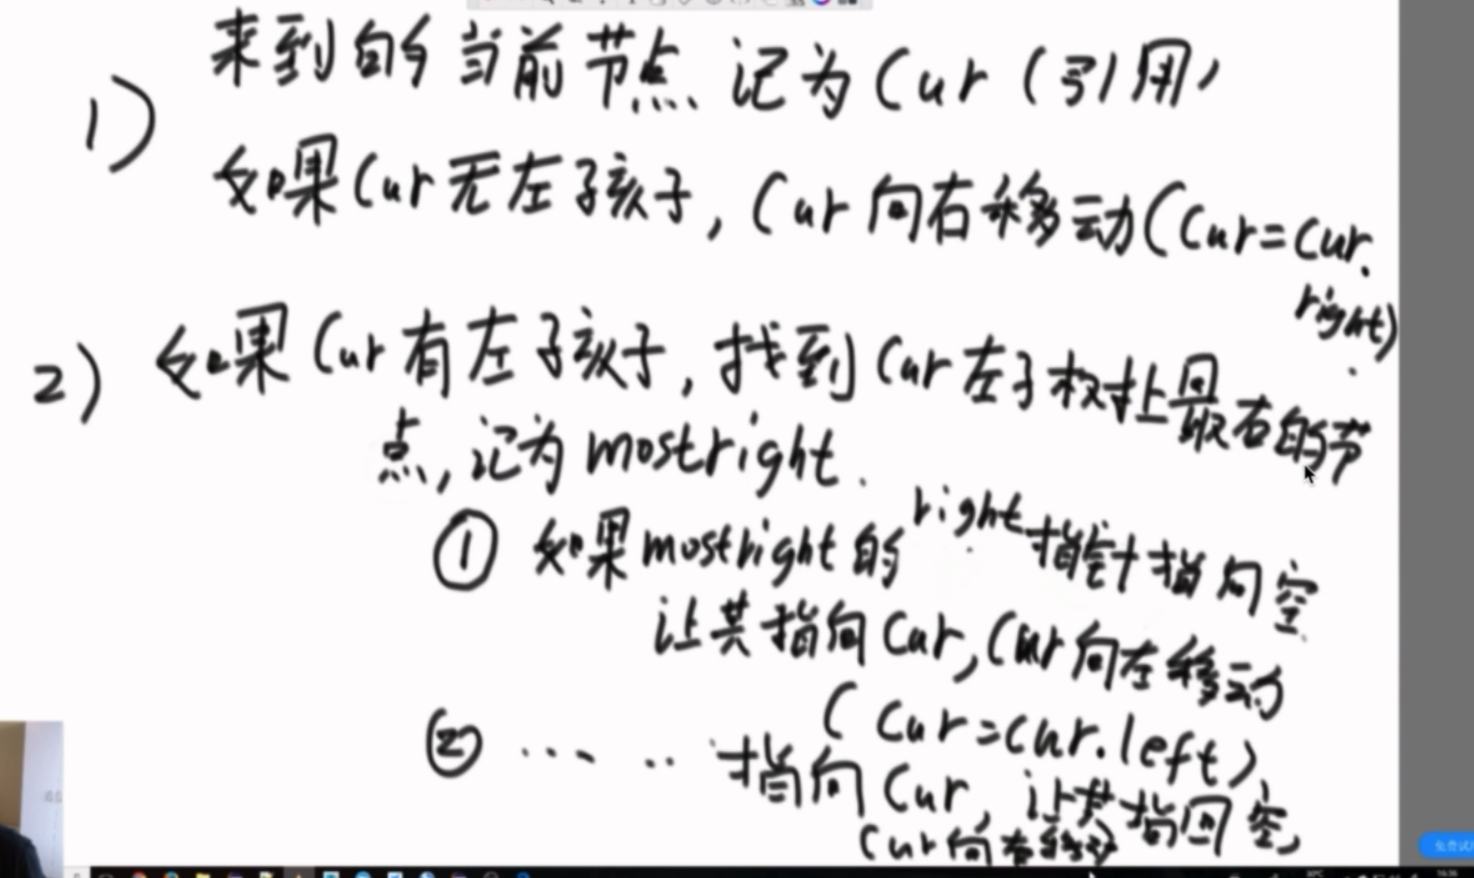 1) 来到的当前节点 记为Cur (引用)
如果Cur无左子孩子, Cur向右移动(Cur=cur.
right)
2) 如果Cur有左子孩子, 找到Cur左子树上最右的节
点, 记为mostright.
① 如果mostright的right指针指向空
让其指向Cur, Cur向左移动
(Cur=cur.left)
② ...... 指向Cur, 让其指向空,
Cur向右移动
免费试